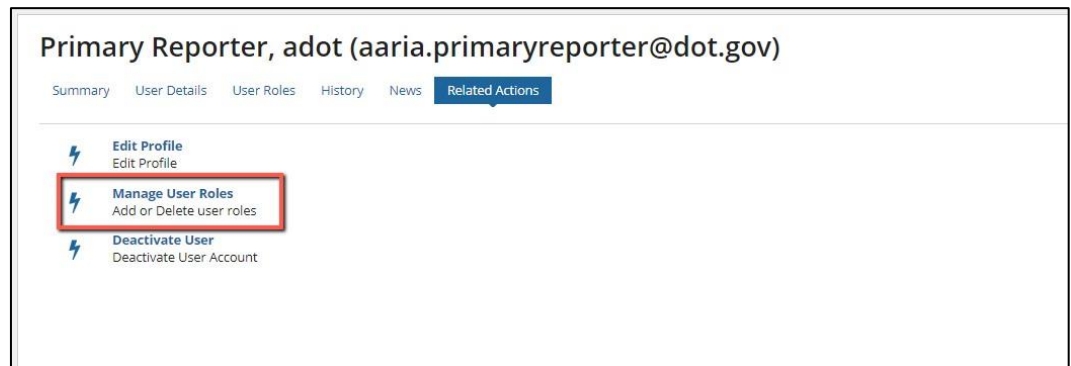 Primary Reporter, adot (aaria.primaryreporter@dot.gov)
Summary User Details User Roles History News Related Actions
Edit Profile
Edit Profile
Manage User Roles
Add or Delete user roles
Deactivate User
Deactivate User Account